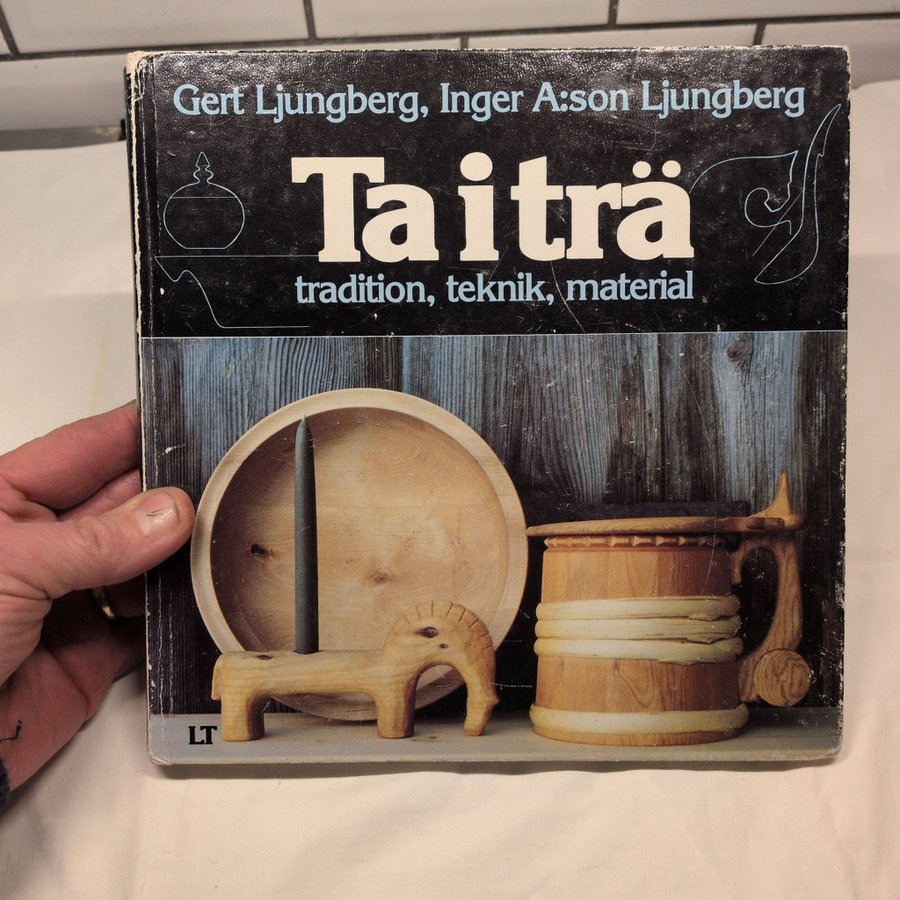 Gert Ljungberg, Inger A:son Ljungberg
Ta i trä
tradition, teknik, material
LT